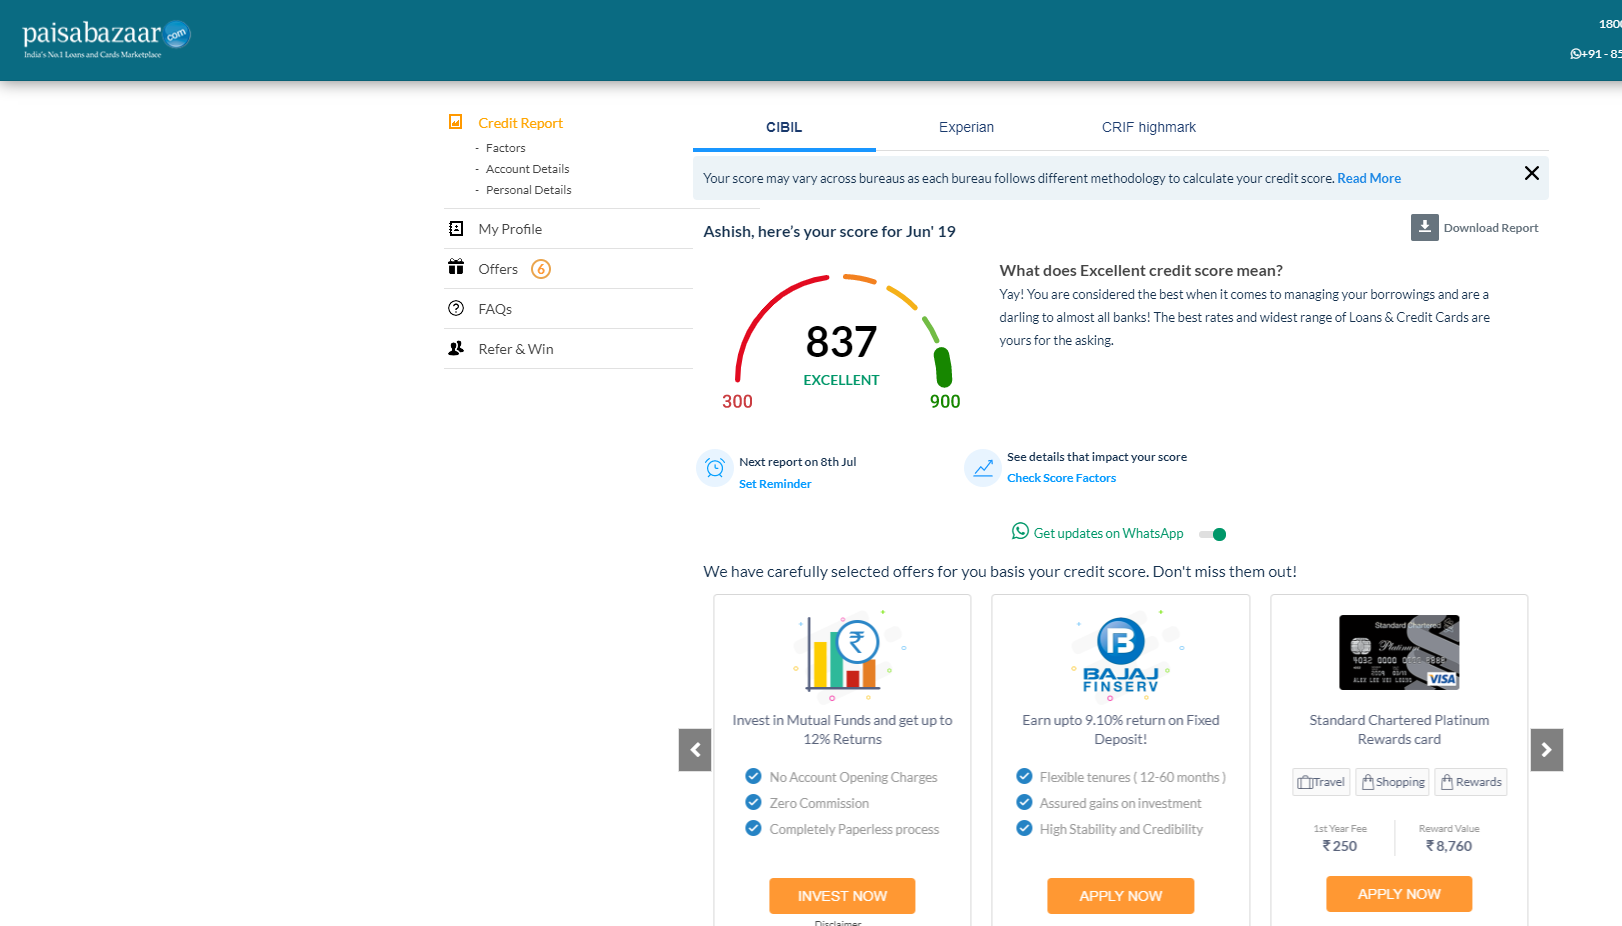 paisabazaar com
India's No.1 Loans and Cards Marketplace
1800
+91 - 85
Credit Report
- Factors
- Account Details
- Personal Details
My Profile
Offers 6
FAQs
Refer & Win
CIBIL Experian CRIF highmark
Your score may vary across bureaus as each bureau follows different methodology to calculate your credit score. Read More
Ashish, here's your score for Jun' 19
Download Report
837
EXCELLENT
300 900
What does Excellent credit score mean?
Yay! You are considered the best when it comes to managing your borrowings and are a
darling to almost all banks! The best rates and widest range of Loans & Credit Cards are
yours for the asking.
Next report on 8th Jul
Set Reminder
See details that impact your score
Check Score Factors
Get updates on WhatsApp
We have carefully selected offers for you basis your credit score. Don't miss them out!
₹
Invest in Mutual Funds and get up to
12% Returns
No Account Opening Charges
Zero Commission
Completely Paperless process
INVEST NOW
Disclaimer
B
BAJAJ
FINSERV
Earn upto 9.10% return on Fixed
Deposit!
Flexible tenures ( 12-60 months )
Assured gains on investment
High Stability and Credibility
APPLY NOW
Standard Chartered
Platinum
VISA
Standard Chartered Platinum
Rewards card
Travel Shopping Rewards
1st Year Fee Reward Value
₹ 250 ₹ 8,760
APPLY NOW